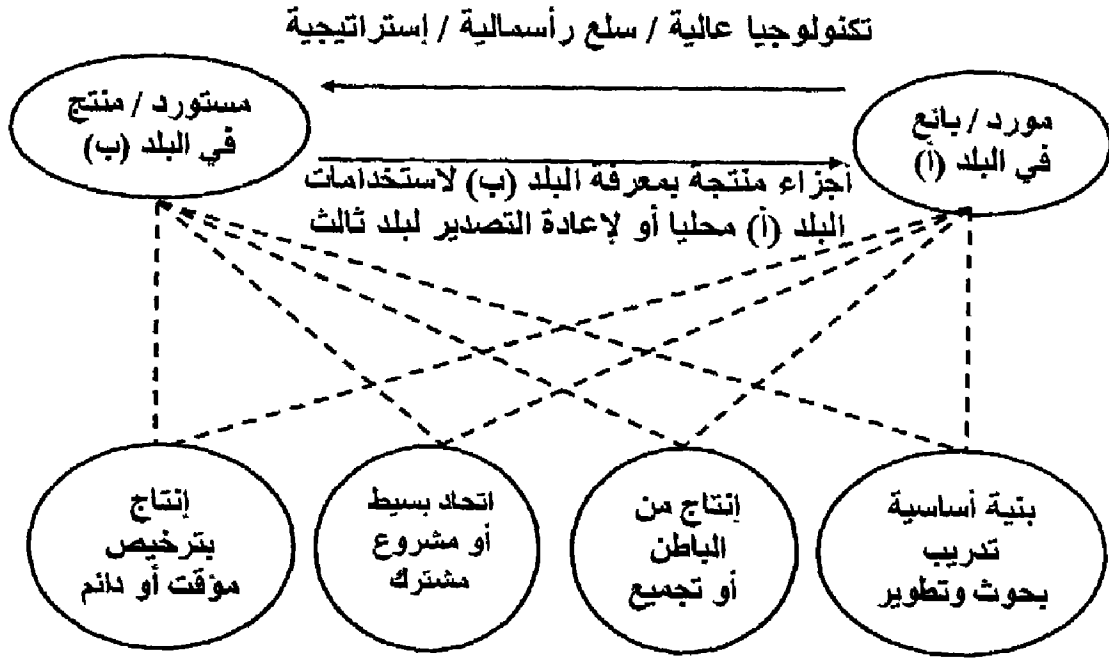 تكنولوجيا عالية / سلع رأسمالية / إستراتيجية
مورد / بائع
في البلد (أ)
مستورد / منتج
في البلد (ب)
أجزاء منتجة بمعرفة البلد (ب) لاستخدامات
البلد (أ) محليا أو لإعادة التصدير لبلد ثالث
بنية أساسية
تدريب
بحوث وتطوير
إنتاج من
الباطن
أو تجميع
اتحاد بسيط
أو مشروع
مشترك
إنتاج
بترخيص
مؤقت أو دائم